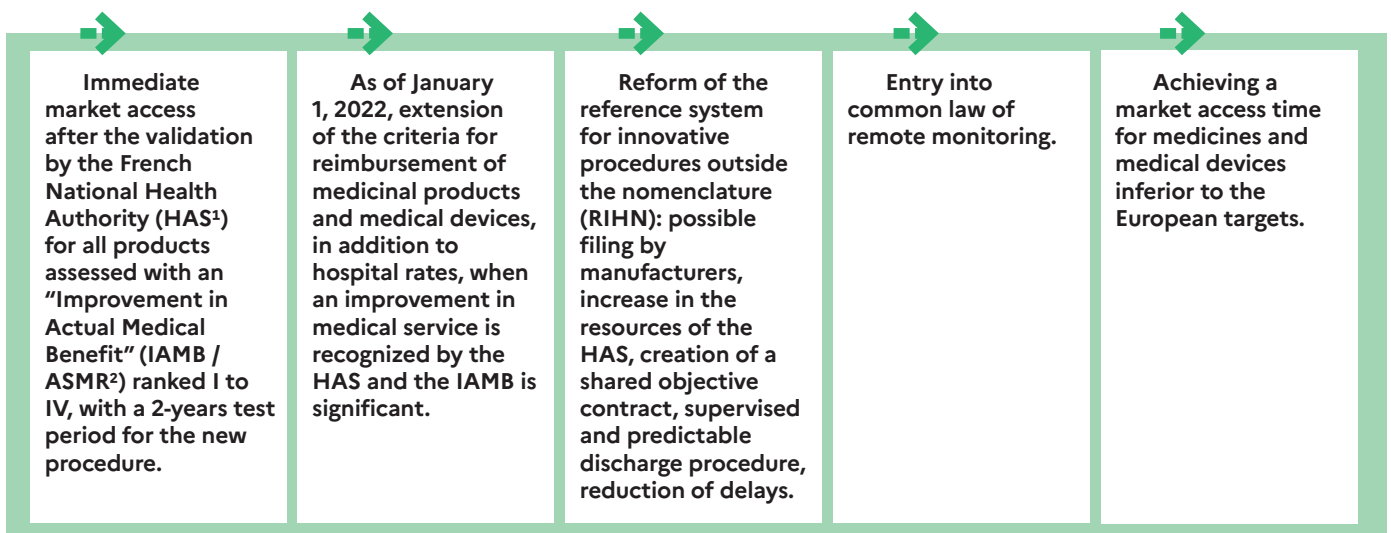 Immediate
market access
after the validation
by the French
National Health
Authority (HAS¹)
for all products
assessed with an
“Improvement in
Actual Medical
Benefit” (IAMB /
ASMR²) ranked I to
IV, with a 2-years test
period for the new
procedure.
As of January
1, 2022, extension
of the criteria for
reimbursement of
medicinal products
and medical devices,
in addition to
hospital rates, when
an improvement in
medical service is
recognized by the
HAS and the IAMB is
significant.
Reform of the
reference system
for innovative
procedures outside
the nomenclature
(RIHN): possible
filing by
manufacturers,
increase in the
resources of the
HAS, creation of a
shared objective
contract, supervised
and predictable
discharge procedure,
reduction of delays.
Entry into
common law of
remote monitoring.
Achieving a
market access time
for medicines and
medical devices
inferior to the
European targets.